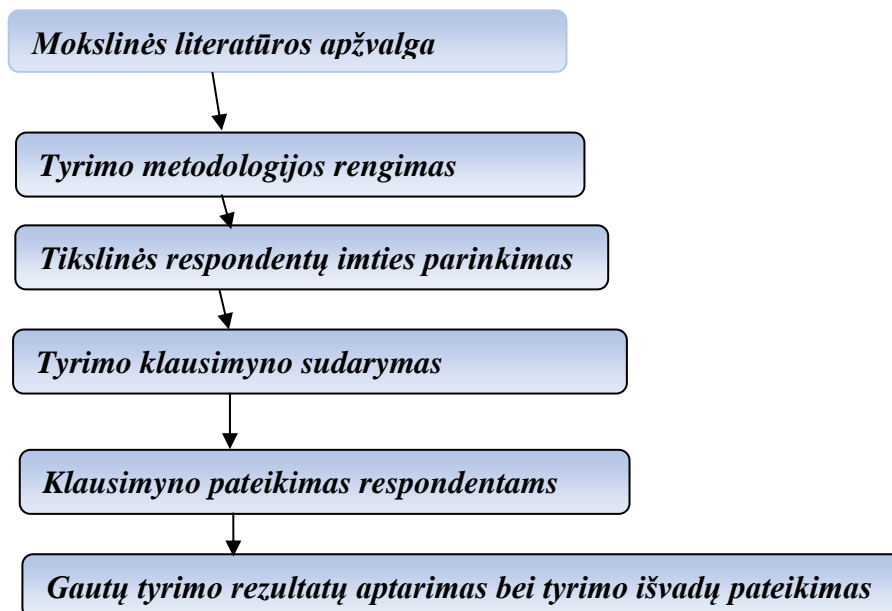 Mokslinės literatūros apžvalga
Tyrimo metodologijos rengimas
Tikslinės respondentų imties parinkimas
Tyrimo klausimyno sudarymas
Klausimyno pateikimas respondentams
Gautų tyrimo rezultatų aptarimas bei tyrimo išvadų pateikimas